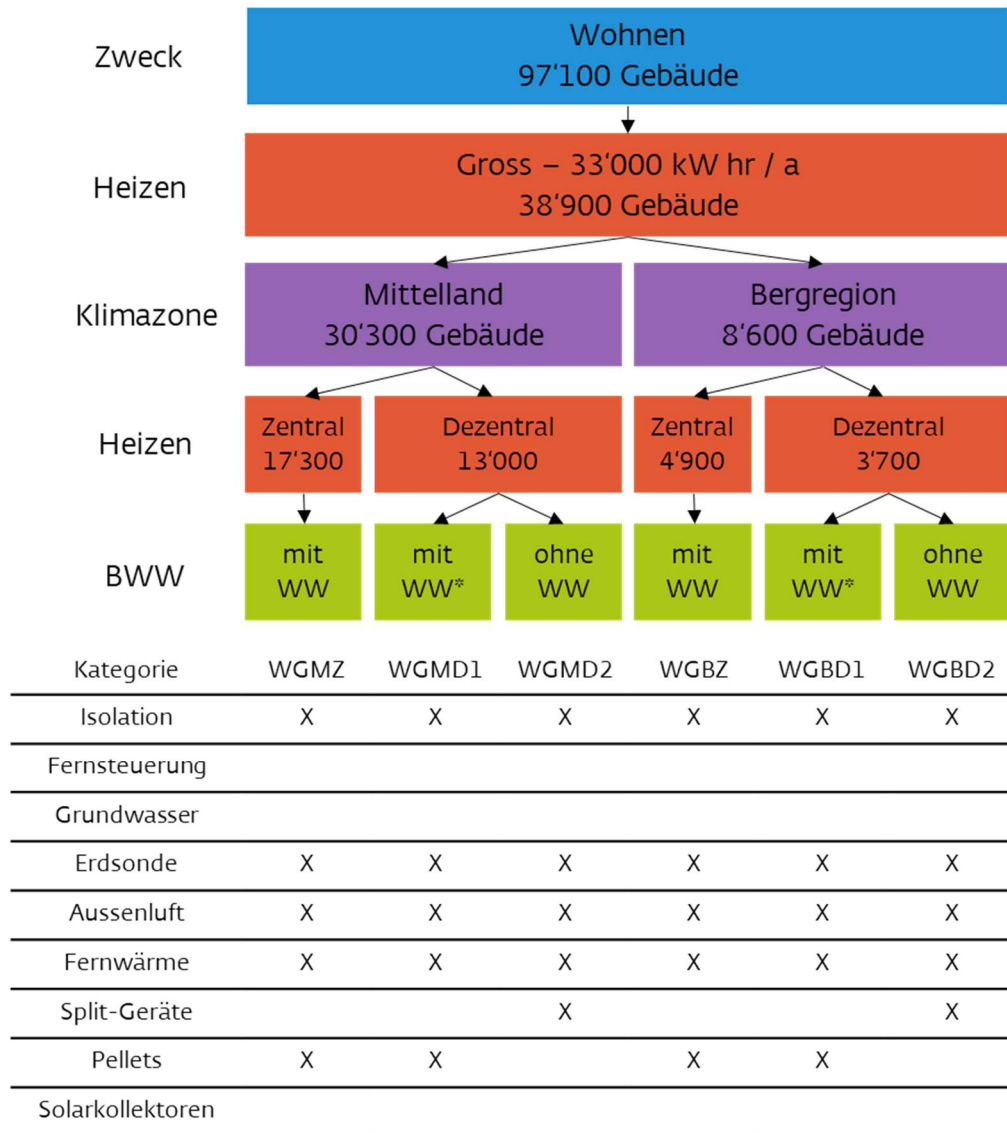 Zweck
Wohnen
97'100 Gebäude
Heizen
Gross – 33'000 kW hr / a
38'900 Gebäude
Klimazone
Mittelland
30'300 Gebäude
Bergregion
8'600 Gebäude
Heizen
Zentral
17'300
Dezentral
13'000
Zentral
4'900
Dezentral
3'700
BWW
mit
WW
mit
WW*
ohne
WW
mit
WW
mit
WW*
ohne
WW
Kategorie WGMZ WGMD1 WGMD2 WGBZ WGBD1 WGBD2
Isolation X X X X X X
Fernsteuerung
Grundwasser
Erdsonde X X X X X X
Aussenluft X X X X X X
Fernwärme X X X X X X
Split-Geräte X X
Pellets X X X X
Solarkollektoren